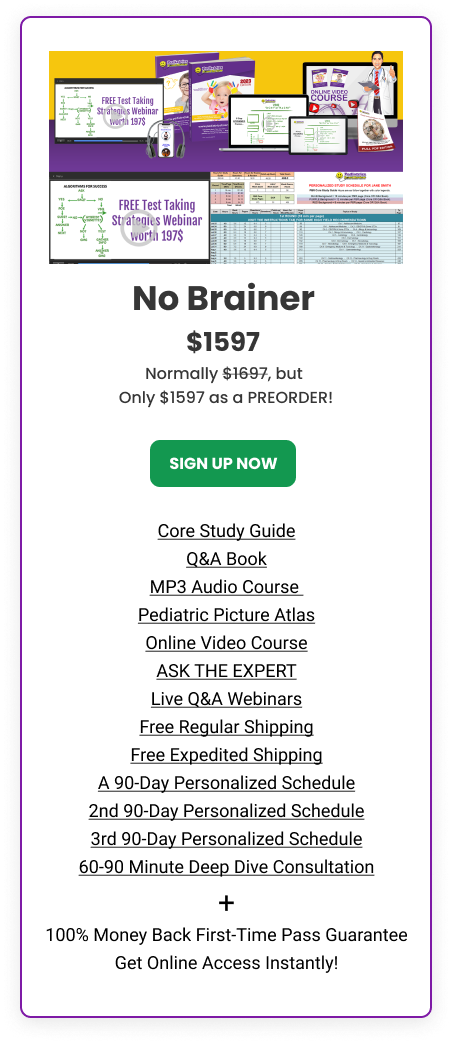 ALGORITHMS FOR SUCCESS
FREE Test Taking
Strategies Webinar
worth 197$
2023
ONLINE VIDEO
COURSE
ALGORITHMS FOR SUCCESS
FREE Test Taking
Strategies Webinar
worth 197$
PERSONALIZED STUDY SCHEDULE FOR JANE SMITH
No Brainer
$1597
Normally $1697, but
Only $1597 as a PREORDER!
SIGN UP NOW
Core Study Guide
Q&A Book
MP3 Audio Course
Pediatric Picture Atlas
Online Video Course
ASK THE EXPERT
Live Q&A Webinars
Free Regular Shipping
Free Expedited Shipping
A 90-Day Personalized Schedule
2nd 90-Day Personalized Schedule
3rd 90-Day Personalized Schedule
60-90 Minute Deep Dive Consultation
+
100% Money Back First-Time Pass Guarantee
Get Online Access Instantly!